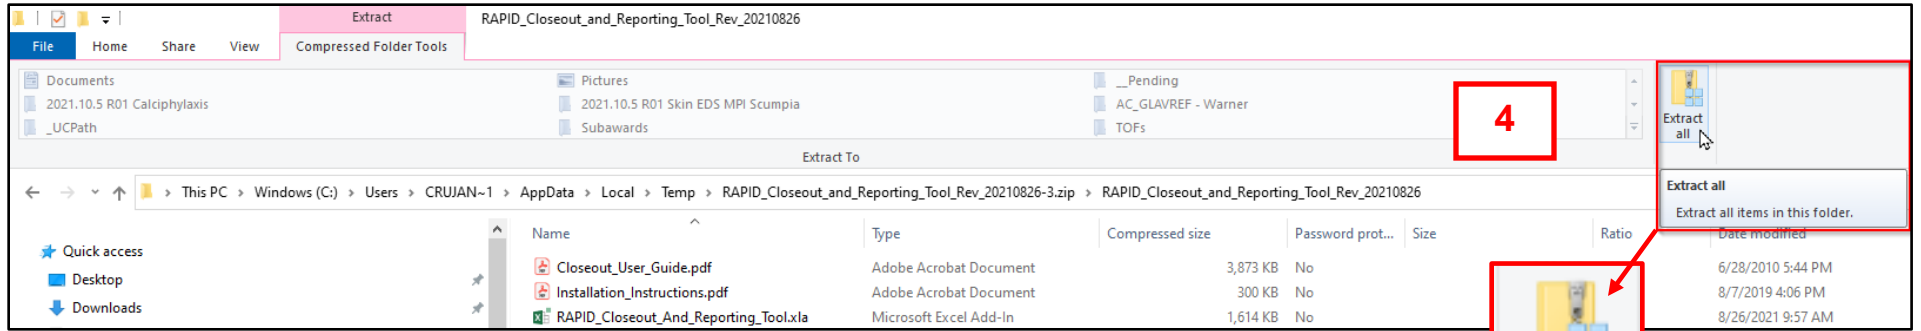 Extract
RAPID_Closeout_and_Reporting_Tool_Rev_20210826
File Home Share View Compressed Folder Tools
Documents Pictures __Pending
2021.10.5 R01 Calciphylaxis 2021.10.5 R01 Skin EDS MPI Scumpia AC_GLAVREF - Warner
_UCPath Subawards TOFs
4
Extract
all
Extract To
This PC > Windows (C:) > Users > CRUJAN~1 > AppData > Local > Temp > RAPID_Closeout_and_Reporting_Tool_Rev_20210826-3.zip > RAPID_Closeout_and_Reporting_Tool_Rev_20210826
Extract all
Extract all items in this folder.
Name Type Compressed size Password prot... Size Ratio Date modified
Quick access
Closeout_User_Guide.pdf Adobe Acrobat Document 3,873 KB No 6/28/2010 5:44 PM
Desktop
Installation_Instructions.pdf Adobe Acrobat Document 300 KB No 8/7/2019 4:06 PM
Downloads
RAPID_Closeout_And_Reporting_Tool.xla Microsoft Excel Add-In 1,614 KB No 8/26/2021 9:57 AM